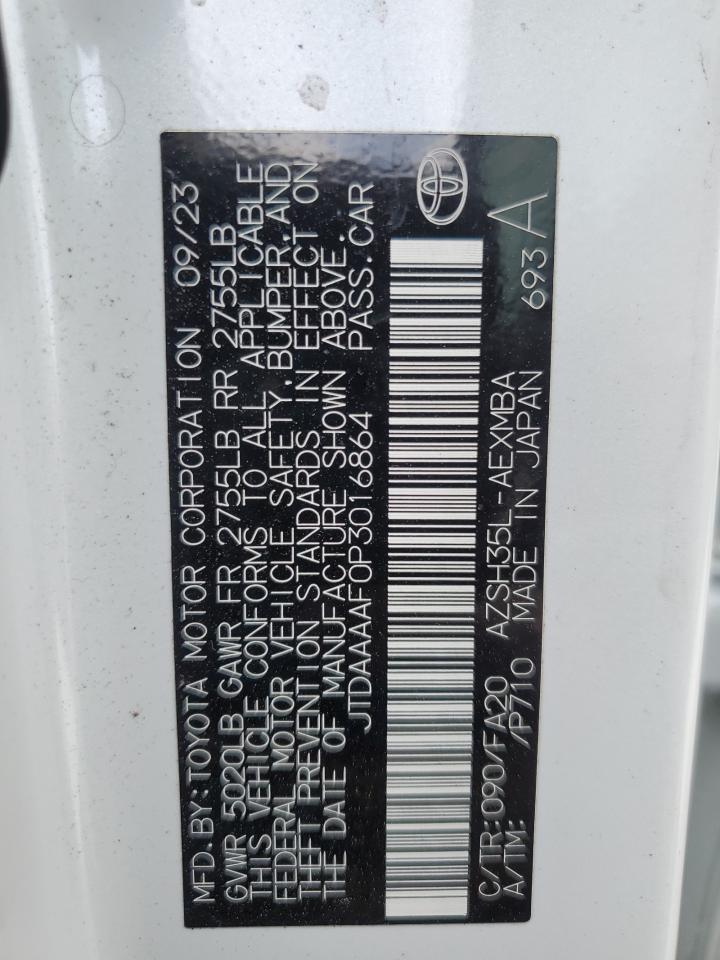 MFD.BY:TOYOTA MOTOR CORPORATION 09/23
GVWR 5020LB GAWR FR 2755LB RR 2755LB
THIS VEHICLE CONFORMS TO ALL APPLICABLE
FEDERAL MOTOR VEHICLE SAFETY,BUMPER,AND
THEFT PREVENTION STANDARDS IN EFFECT ON
THE DATE OF MANUFACTURE SHOWN ABOVE.
JTDAAAAF0P3016864 PASS.CAR
C/TR:090/FA20 AZSH35L-AEXMBA 693 A
A/TM: /P710 MADE IN JAPAN